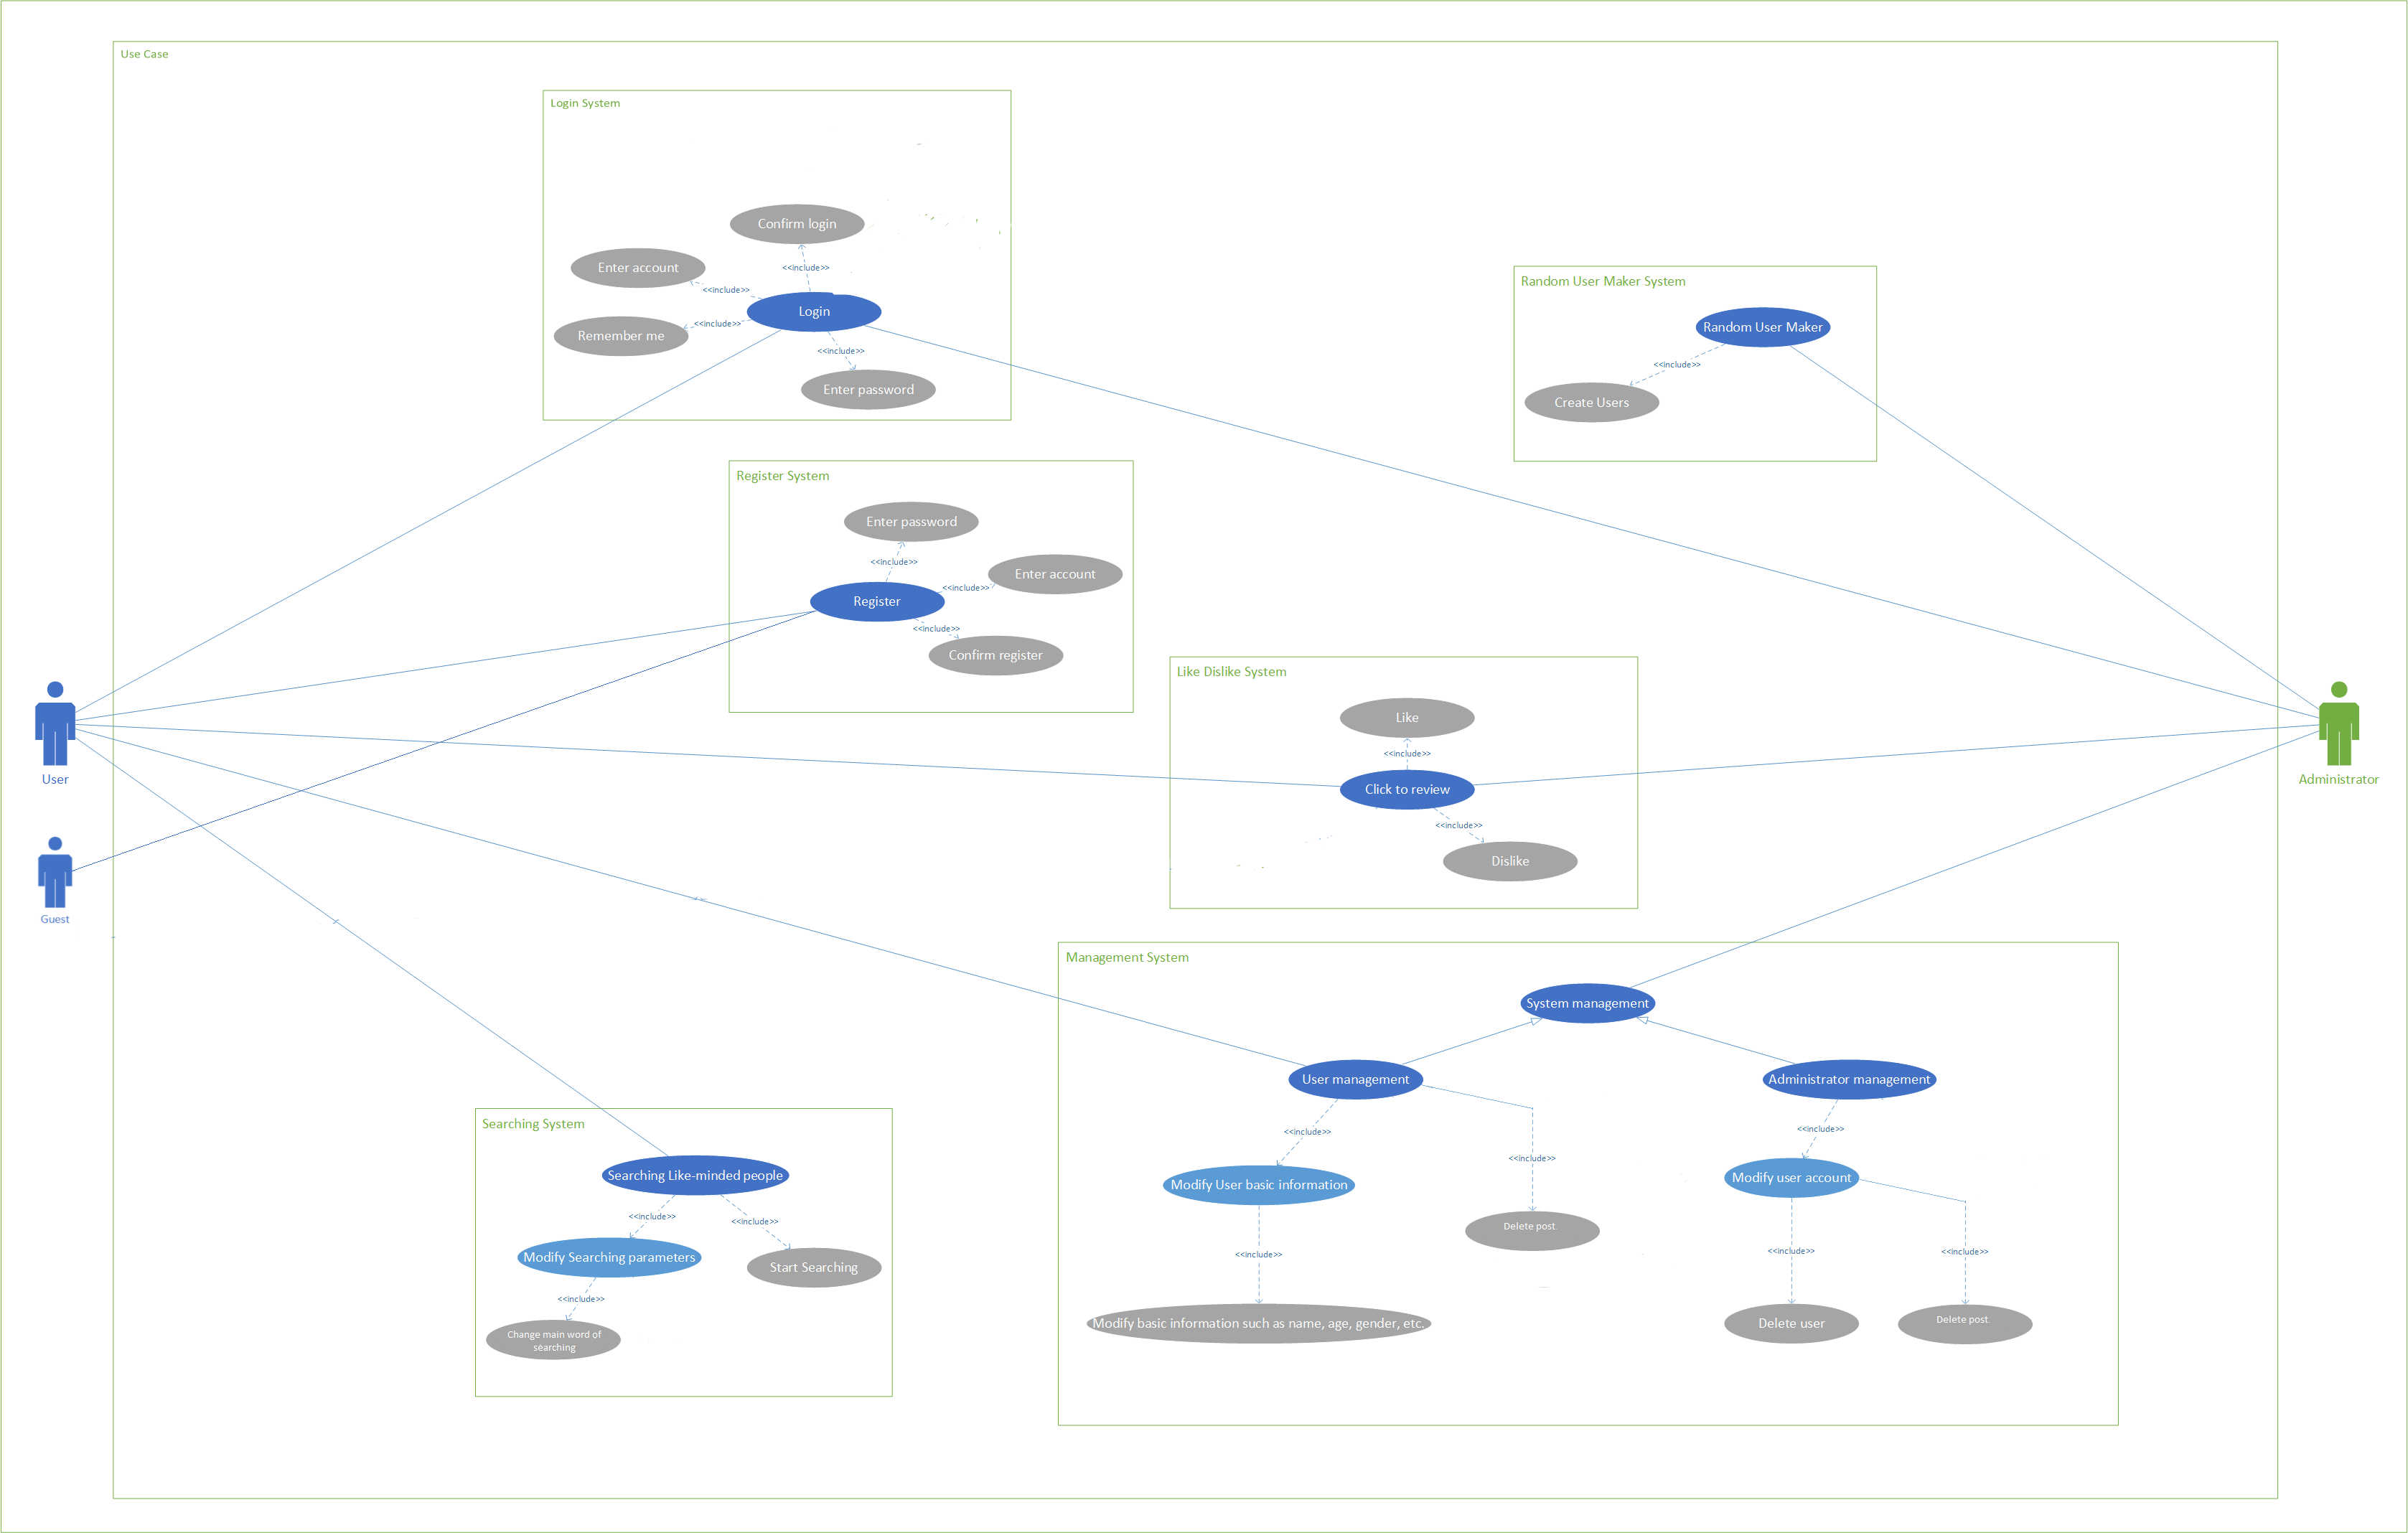 Use Case
Login System
Confirm login
Enter account
<<include>>
<<include>>
Login
<<include>>
Remember me
<<include>>
Enter password
Random User Maker System
Random User Maker
<<include>>
Create Users
Register System
Enter password
<<include>>
Enter account
<<include>>
Register
<<include>>
Confirm register
Like Dislike System
Like
<<include>>
Click to review
<<include>>
Dislike
User
Guest
Administrator
Management System
System management
User management
Administrator management
<<include>>
<<include>>
<<include>>
Modify User basic information
Modify user account
Delete post
<<include>>
<<include>>
<<include>>
Modify basic information such as name, age, gender, etc.
Delete user
Delete post
Searching System
Searching Like-minded people
<<include>>
<<include>>
Modify Searching parameters
Start Searching
<<include>>
Change main word of
searching